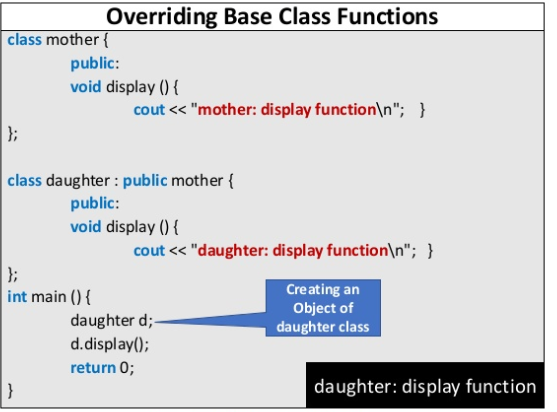 Overriding Base Class Functions
class mother {
public:
void display () {
cout << "mother: display function\n"; }
};
class daughter : public mother {
public:
void display () {
cout << "daughter: display function\n"; }
};
int main () {
daughter d;
d.display();
return 0;
}
Creating an
Object of
daughter class
daughter: display function